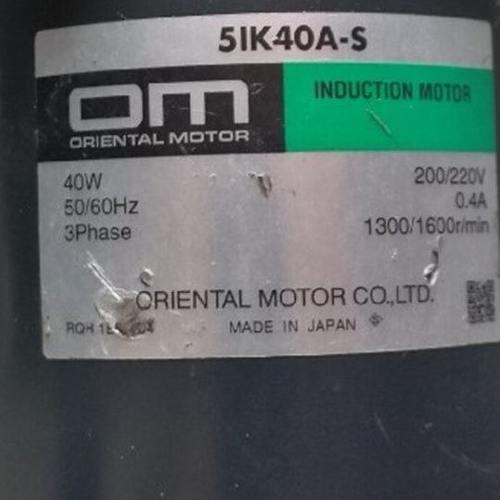 5IK40A-S
om
ORIENTAL MOTOR
INDUCTION MOTOR
40W
200/220V
50/60Hz
0.4A
3Phase
1300/1600r/min
ORIENTAL MOTOR CO.,LTD.
MADE IN JAPAN